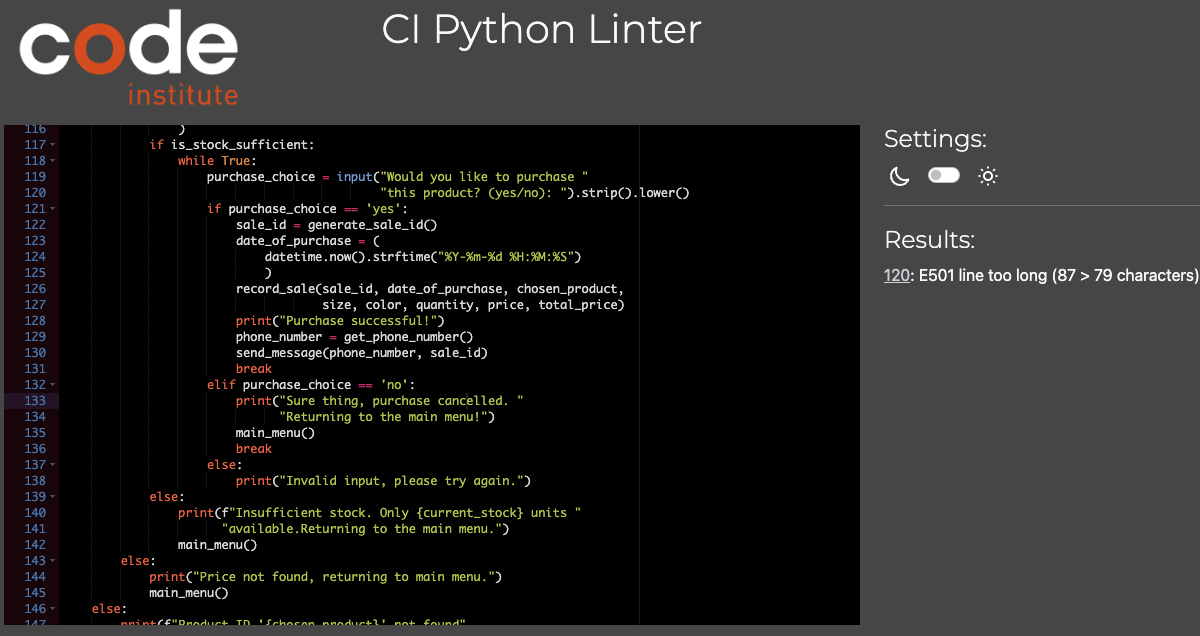 code
institute
CI Python Linter
116 )
117 if is_stock_sufficient:
118 while True:
119 purchase_choice = input("Would you like to purchase "
120 "this product? (yes/no): ").strip().lower()
121 if purchase_choice == 'yes':
122 sale_id = generate_sale_id()
123 date_of_purchase = (
124 datetime.now().strftime("%Y-%m-%d %H:%M:%S")
125 )
126 record_sale(sale_id, date_of_purchase, chosen_product,
127 size, color, quantity, price, total_price)
128 print("Purchase successful!")
129 phone_number = get_phone_number()
130 send_message(phone_number, sale_id)
131 break
132 elif purchase_choice == 'no':
133 print("Sure thing, purchase cancelled. "
134 "Returning to the main menu!")
135 main_menu()
136 break
137 else:
138 print("Invalid input, please try again.")
139 else:
140 print(f"Insufficient stock. Only {current_stock} units "
141 "available.Returning to the main menu.")
142 main_menu()
143 else:
144 print("Price not found, returning to main menu.")
145 main_menu()
146 else:
147 print(f"Product ID '{chosen_product}' not found"
Settings:
Results:
120: E501 line too long (87 > 79 characters)